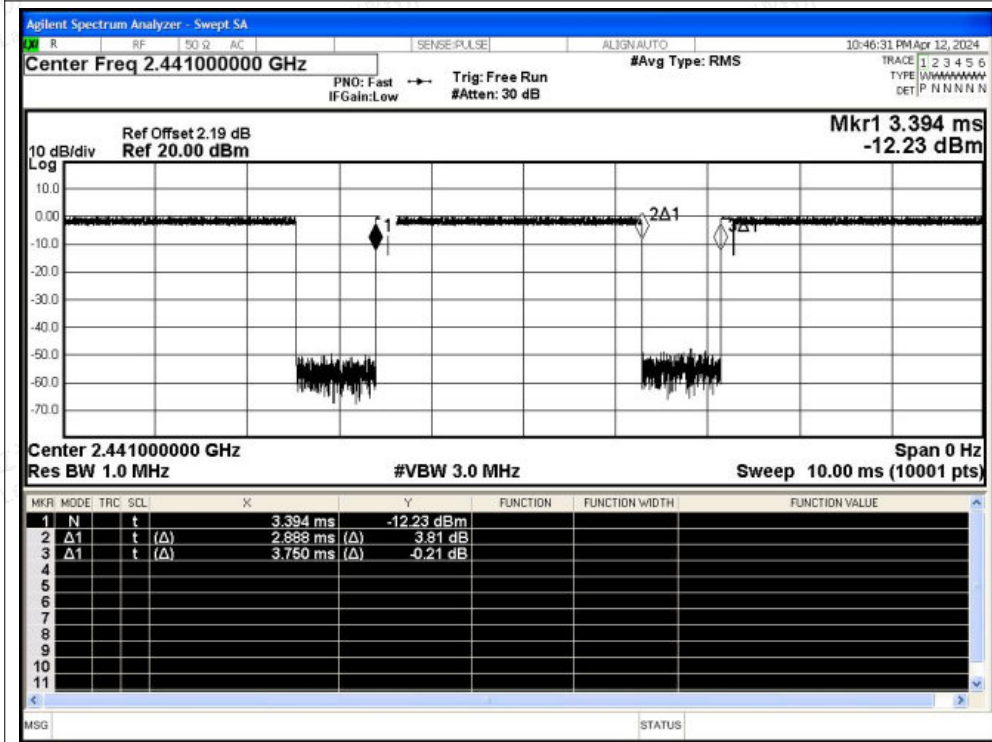 Agilent Spectrum Analyzer - Swept SA
LXI R RF 50 Ω AC SENSE:PULSE ALIGN AUTO 10:46:31 PM Apr 12, 2024
Center Freq 2.441000000 GHz #Avg Type: RMS TRACE 1 2 3 4 5 6
PNO: Fast Trig: Free Run TYPE WWWWWW
IFGain:Low #Atten: 30 dB DET P N N N N N
Mkr1 3.394 ms
Ref Offset 2.19 dB
10 dB/div Ref 20.00 dBm -12.23 dBm
Log
10.0
0.00
2Δ1
1
3Δ1
-10.0
-20.0
-30.0
-40.0
-50.0
-60.0
-70.0
Center 2.441000000 GHz Span 0 Hz
Res BW 1.0 MHz #VBW 3.0 MHz Sweep 10.00 ms (10001 pts)
MKR MODE TRC SCL X Y FUNCTION FUNCTION WIDTH FUNCTION VALUE
1 N t 3.394 ms -12.23 dBm
2 Δ1 t (Δ) 2.888 ms (Δ) 3.81 dB
3 Δ1 t (Δ) 3.750 ms (Δ) -0.21 dB
4
5
6
7
8
9
10
11
MSG STATUS